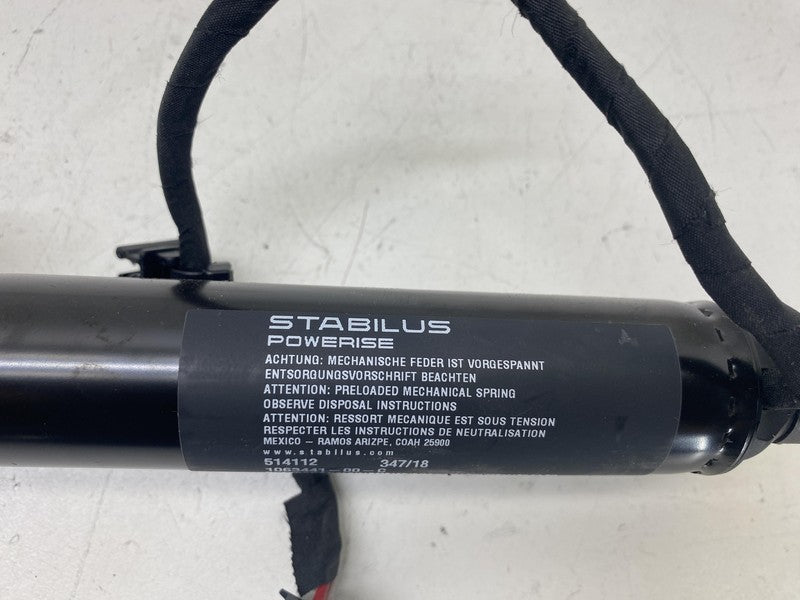 STABILUS
POWERISE
ACHTUNG: MECHANISCHE FEDER IST VORGESPANNT
ENTSORGUNGSVORSCHRIFT BEACHTEN
ATTENTION: PRELOADED MECHANICAL SPRING
OBSERVE DISPOSAL INSTRUCTIONS
ATTENTION: RESSORT MECANIQUE EST SOUS TENSION
RESPECTER LES INSTRUCTIONS DE NEUTRALISATION
MEXICO – RAMOS ARIZPE, COAH 25900
www.stabilus.com
514112 347/18
1063441-00-C